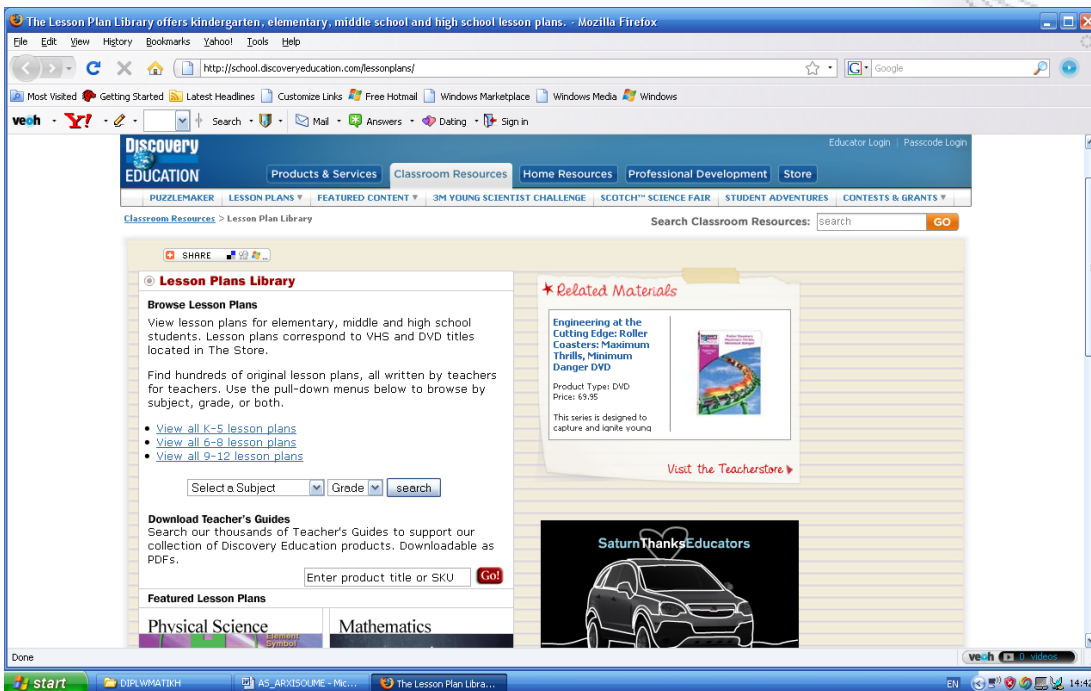 The Lesson Plan Library offers kindergarten, elementary, middle school and high school lesson plans. - Mozilla Firefox
File Edit View History Bookmarks Yahoo! Tools Help
http://school.discoveryeducation.com/lessonplans/
G Google
Most Visited Getting Started Latest Headlines Customize Links Free Hotmail Windows Marketplace Windows Media Windows
veoh Y! Search Mail Answers Dating Sign in
Discovery
EDUCATION
Educator Login | Passcode Login
Products & Services Classroom Resources Home Resources Professional Development Store
PUZZLEMAKER LESSON PLANS FEATURED CONTENT 3M YOUNG SCIENTIST CHALLENGE SCOTCH™ SCIENCE FAIR STUDENT ADVENTURES CONTESTS & GRANTS
Classroom Resources > Lesson Plan Library
Search Classroom Resources: search GO
SHARE
Lesson Plans Library
Browse Lesson Plans
View lesson plans for elementary, middle and high school
students. Lesson plans correspond to VHS and DVD titles
located in The Store.
Find hundreds of original lesson plans, all written by teachers
for teachers. Use the pull-down menus below to browse by
subject, grade, or both.
View all K-5 lesson plans
View all 6-8 lesson plans
View all 9-12 lesson plans
Select a Subject Grade search
Download Teacher's Guides
Search our thousands of Teacher's Guides to support our
collection of Discovery Education products. Downloadable as
PDFs.
Enter product title or SKU Go!
Featured Lesson Plans
Physical Science
Element
Symbol
Mathematics
Related Materials
Engineering at the
Cutting Edge: Roller
Coasters: Maximum
Thrills, Minimum
Danger DVD
Product Type: DVD
Price: 69.95
This series is designed to
capture and ignite young
Visit the Teacherstore
SaturnThanksEducators
Done
veoh 0 videos
start DIPLWMATIKH AS_ARXISOUME - Mic... The Lesson Plan Libra... EN 14:42